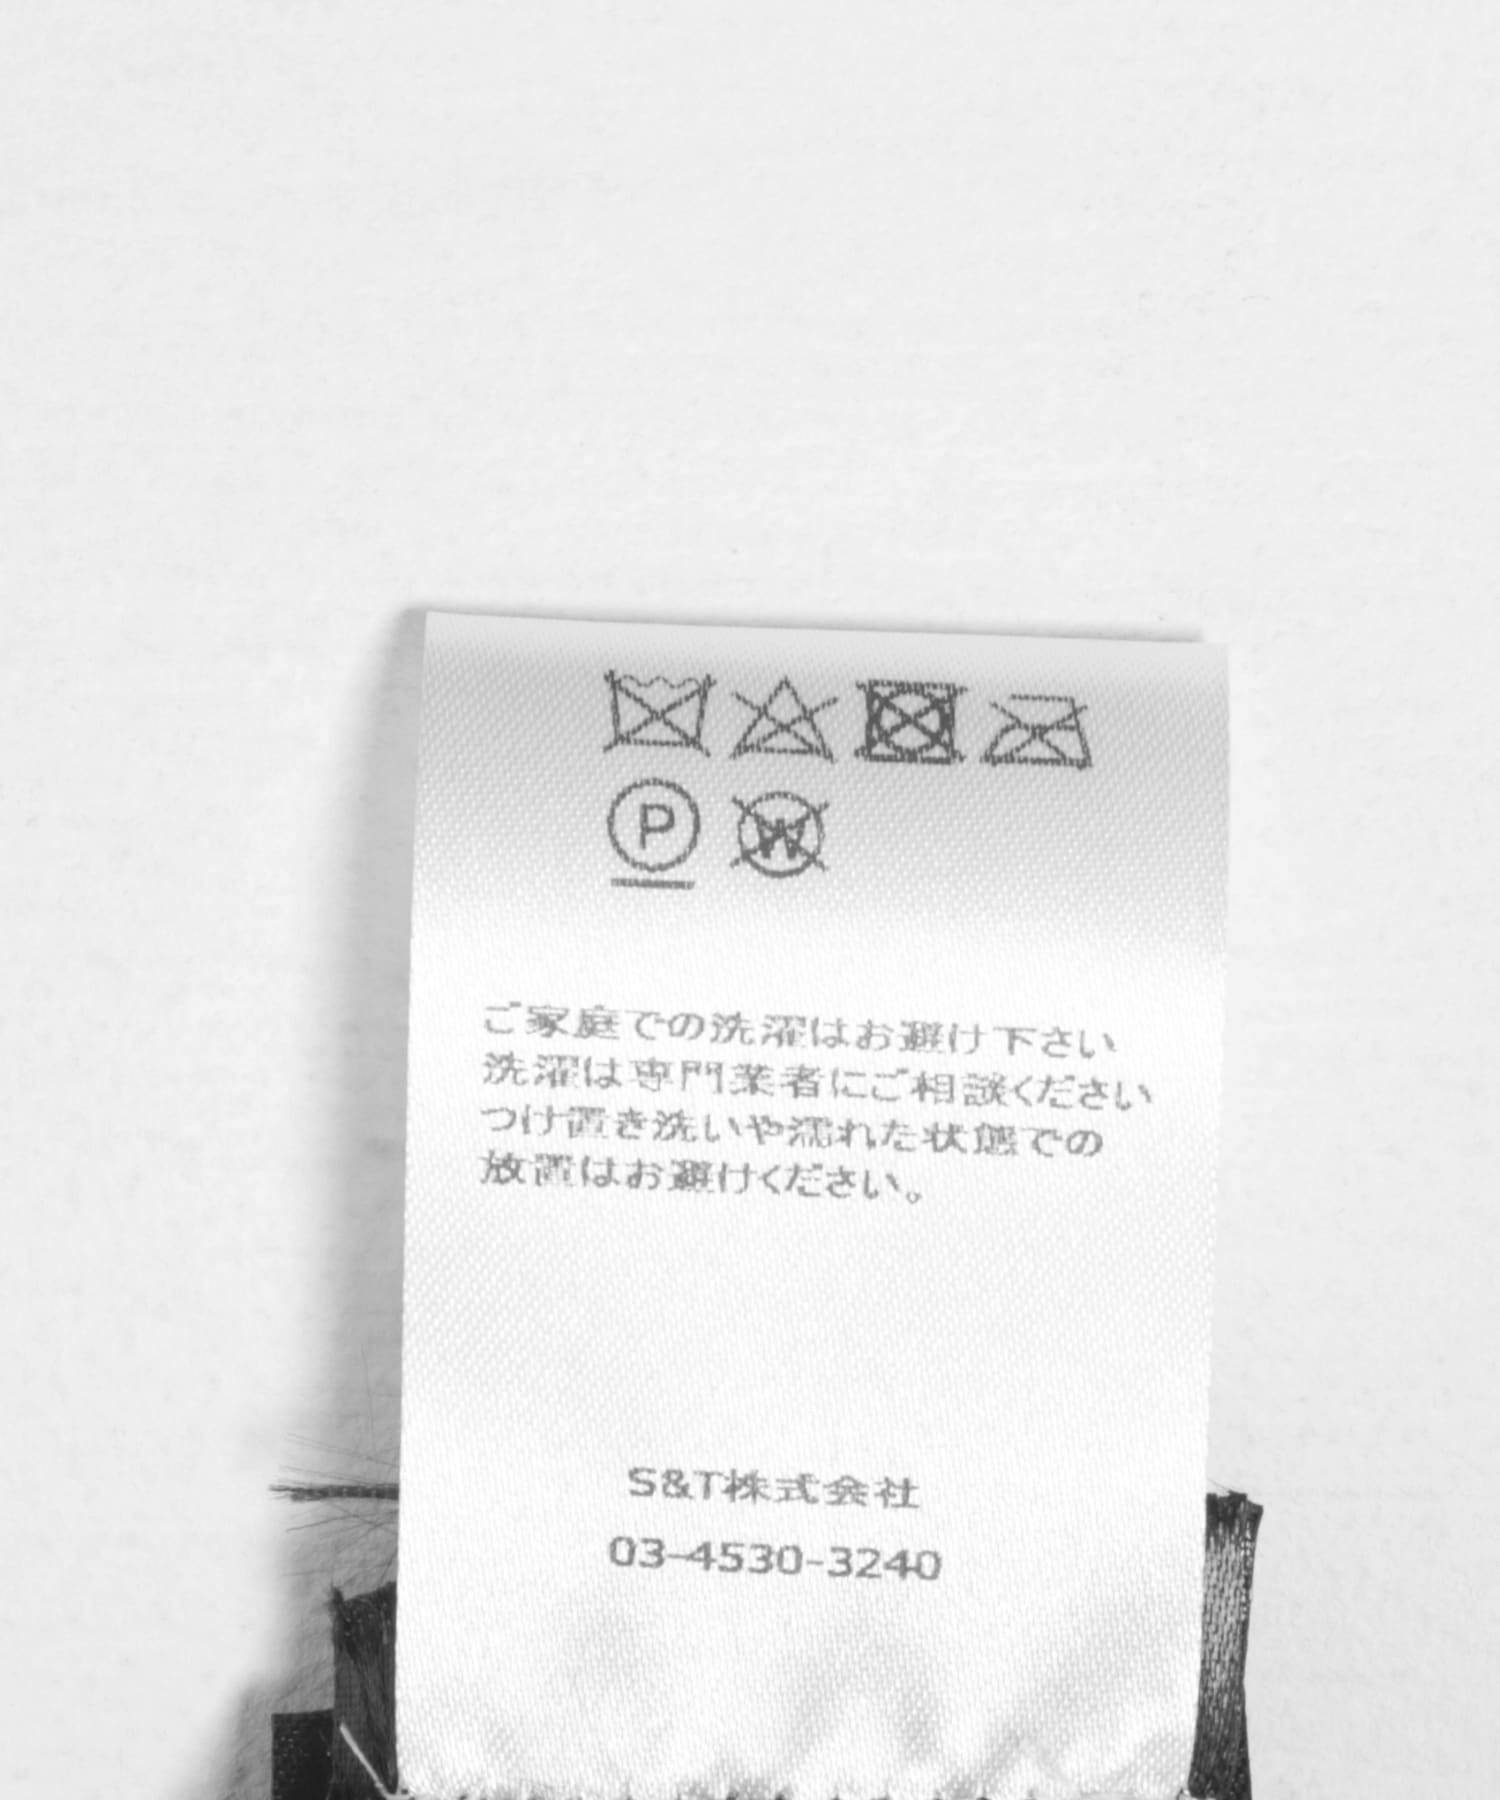 P W
ご家庭での洗濯はお避け下さい
洗濯は専門業者にご相談ください
つけ置き洗いや濡れた状態での
放置はお避けください。
S&T株式会社
03-4530-3240